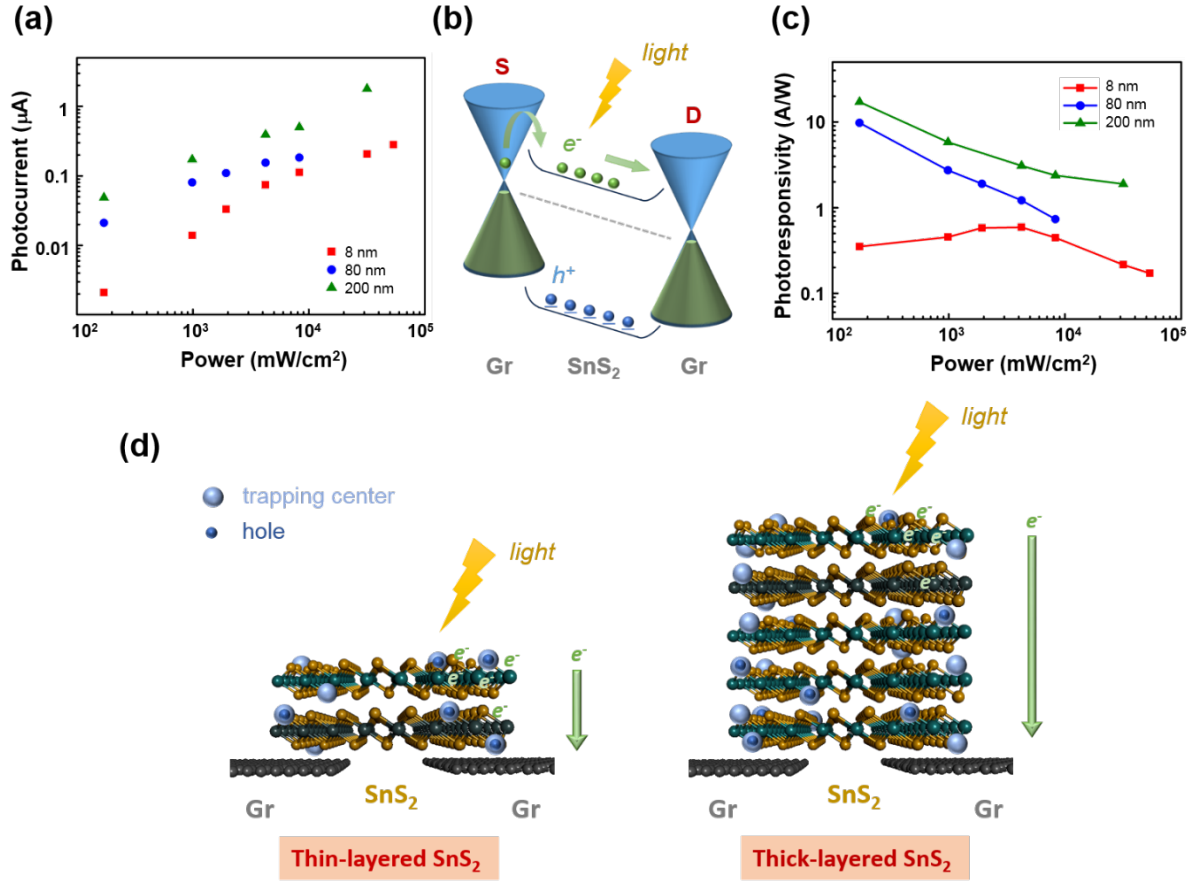 (a)
Photocurrent (μA)
1
0.1
0.01
8 nm
80 nm
200 nm
10²
10³
10⁴
10⁵
Power (mW/cm²)
(b)
light
S
D
e⁻
h⁺
Gr
SnS₂
Gr
(c)
Photoresponsivity (A/W)
10
1
0.1
8 nm
80 nm
200 nm
10²
10³
10⁴
10⁵
Power (mW/cm²)
(d)
trapping center
hole
light
e⁻
e⁻
e⁻
e⁻
e⁻
e⁻
SnS₂
Gr
Gr
Thin-layered SnS₂
light
e⁻
e⁻
e⁻
e⁻
e⁻
e⁻
SnS₂
Gr
Gr
Thick-layered SnS₂